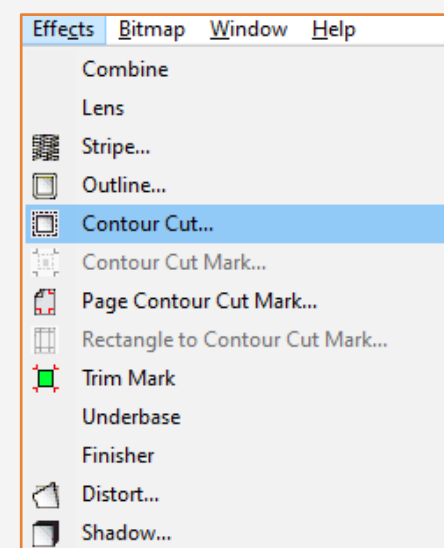 Effects Bitmap Window Help
Combine
Lens
Stripe...
Outline...
Contour Cut...
Contour Cut Mark...
Page Contour Cut Mark...
Rectangle to Contour Cut Mark...
Trim Mark
Underbase
Finisher
Distort...
Shadow...